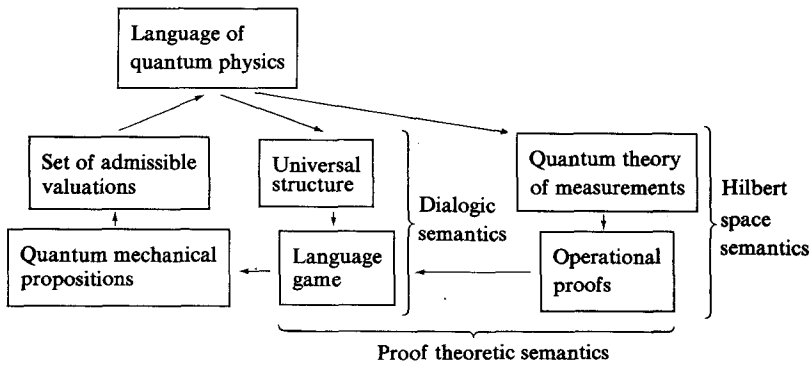 Language of
quantum physics
Set of admissible
valuations
Universal
structure
Quantum theory
of measurements
Dialogic
semantics
Hilbert
space
semantics
Quantum mechanical
propositions
Language
game
Operational
proofs
Proof theoretic semantics